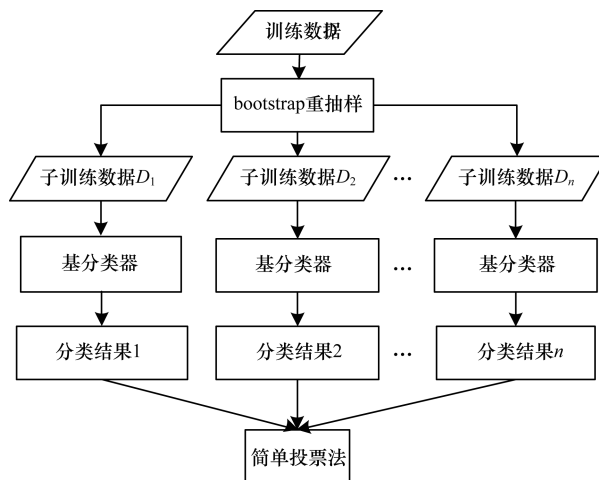 训练数据
bootstrap重抽样
子训练数据D1
子训练数据D2
...
子训练数据Dn
基分类器
基分类器
...
基分类器
分类结果1
分类结果2
...
分类结果n
简单投票法